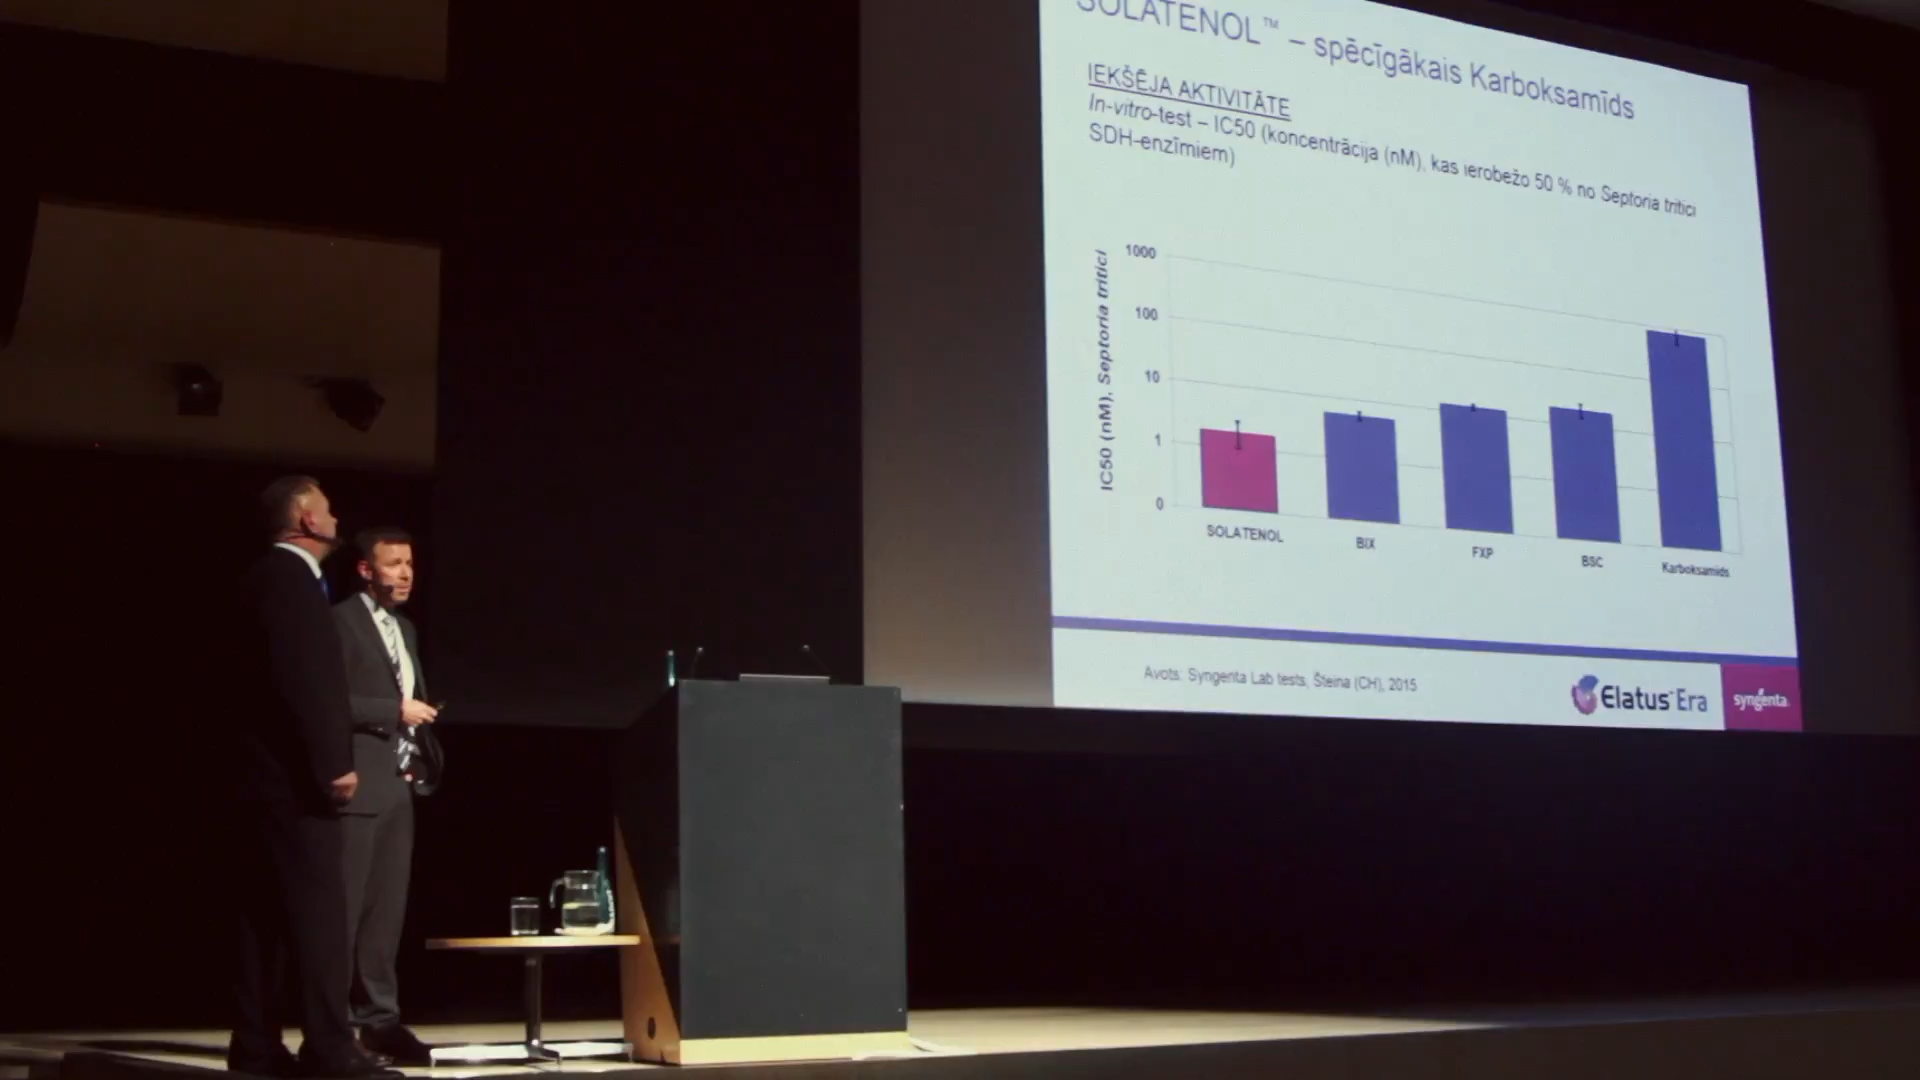 SOLATENOL™ – spēcīgākais Karboksamīds
IEKŠĒJA AKTIVITĀTE
In-vitro-test – IC50 (koncentrācija (nM), kas ierobežo 50 % no Septoria tritici
SDH-enzīmiem)
IC50 (nM), Septoria tritici
1000
100
10
1
0
SOLATENOL
BIX
FXP
BSC
Karboksamids
Avots: Syngenta Lab tests, Šteina (CH), 2015
Elatus™ Era
syngenta